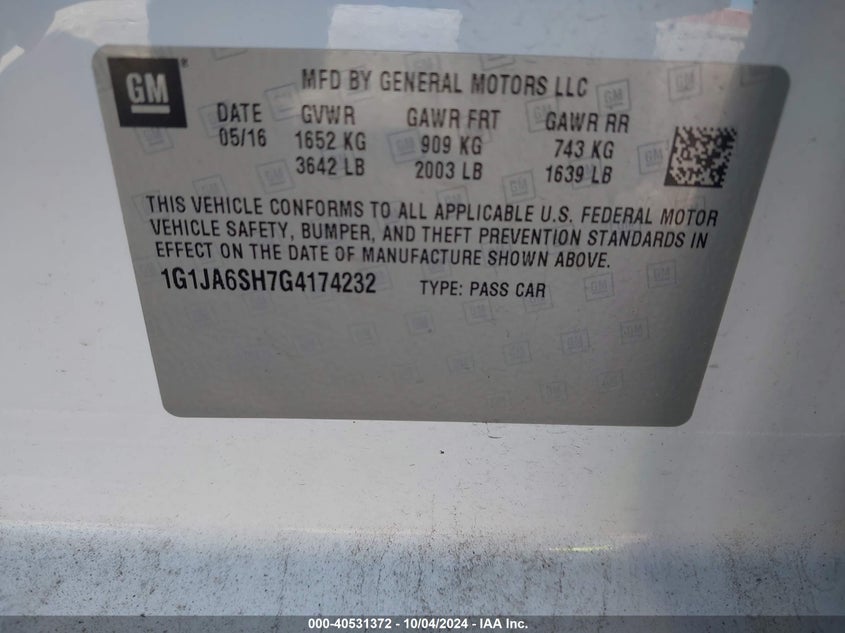 GM®
MFD BY GENERAL MOTORS LLC
DATE GVWR GAWR FRT GAWR RR
05/16 1652 KG 909 KG 743 KG
3642 LB 2003 LB 1639 LB
THIS VEHICLE CONFORMS TO ALL APPLICABLE U.S. FEDERAL MOTOR
VEHICLE SAFETY, BUMPER, AND THEFT PREVENTION STANDARDS IN
EFFECT ON THE DATE OF MANUFACTURE SHOWN ABOVE.
1G1JA6SH7G4174232 TYPE: PASS CAR
000-40531372 - 10/04/2024 - IAA Inc.